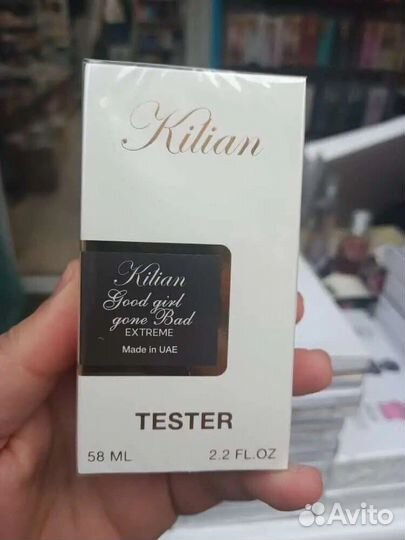 Kilian
Kilian
Good girl
gone Bad
EXTREME
Made in UAE
TESTER
58 ML 2.2 FL.OZ
Avito